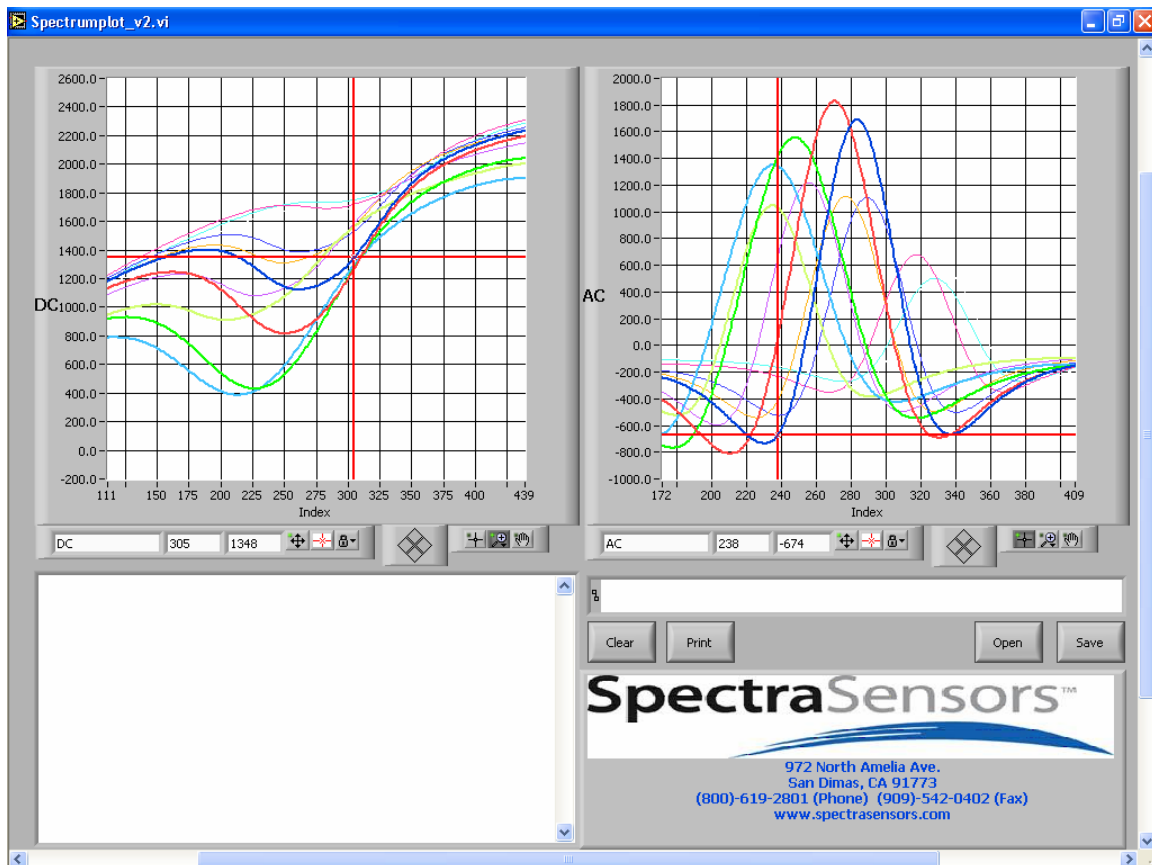 Spectrumplot_v2.vi
2600.0
2400.0
2200.0
2000.0
1800.0
1600.0
1400.0
1200.0
1000.0
800.0
600.0
400.0
200.0
0.0
-200.0
DC
111 150 175 200 225 250 275 300 325 350 375 400 439
Index
DC 305 1348
2000.0
1800.0
1600.0
1400.0
1200.0
1000.0
800.0
600.0
400.0
200.0
0.0
-200.0
-400.0
-600.0
-800.0
-1000.0
AC
172 200 220 240 260 280 300 320 340 360 380 409
Index
AC 238 -674
Clear Print Open Save
SpectraSensors™
972 North Amelia Ave.
San Dimas, CA 91773
(800)-619-2801 (Phone) (909)-542-0402 (Fax)
www.spectrasensors.com